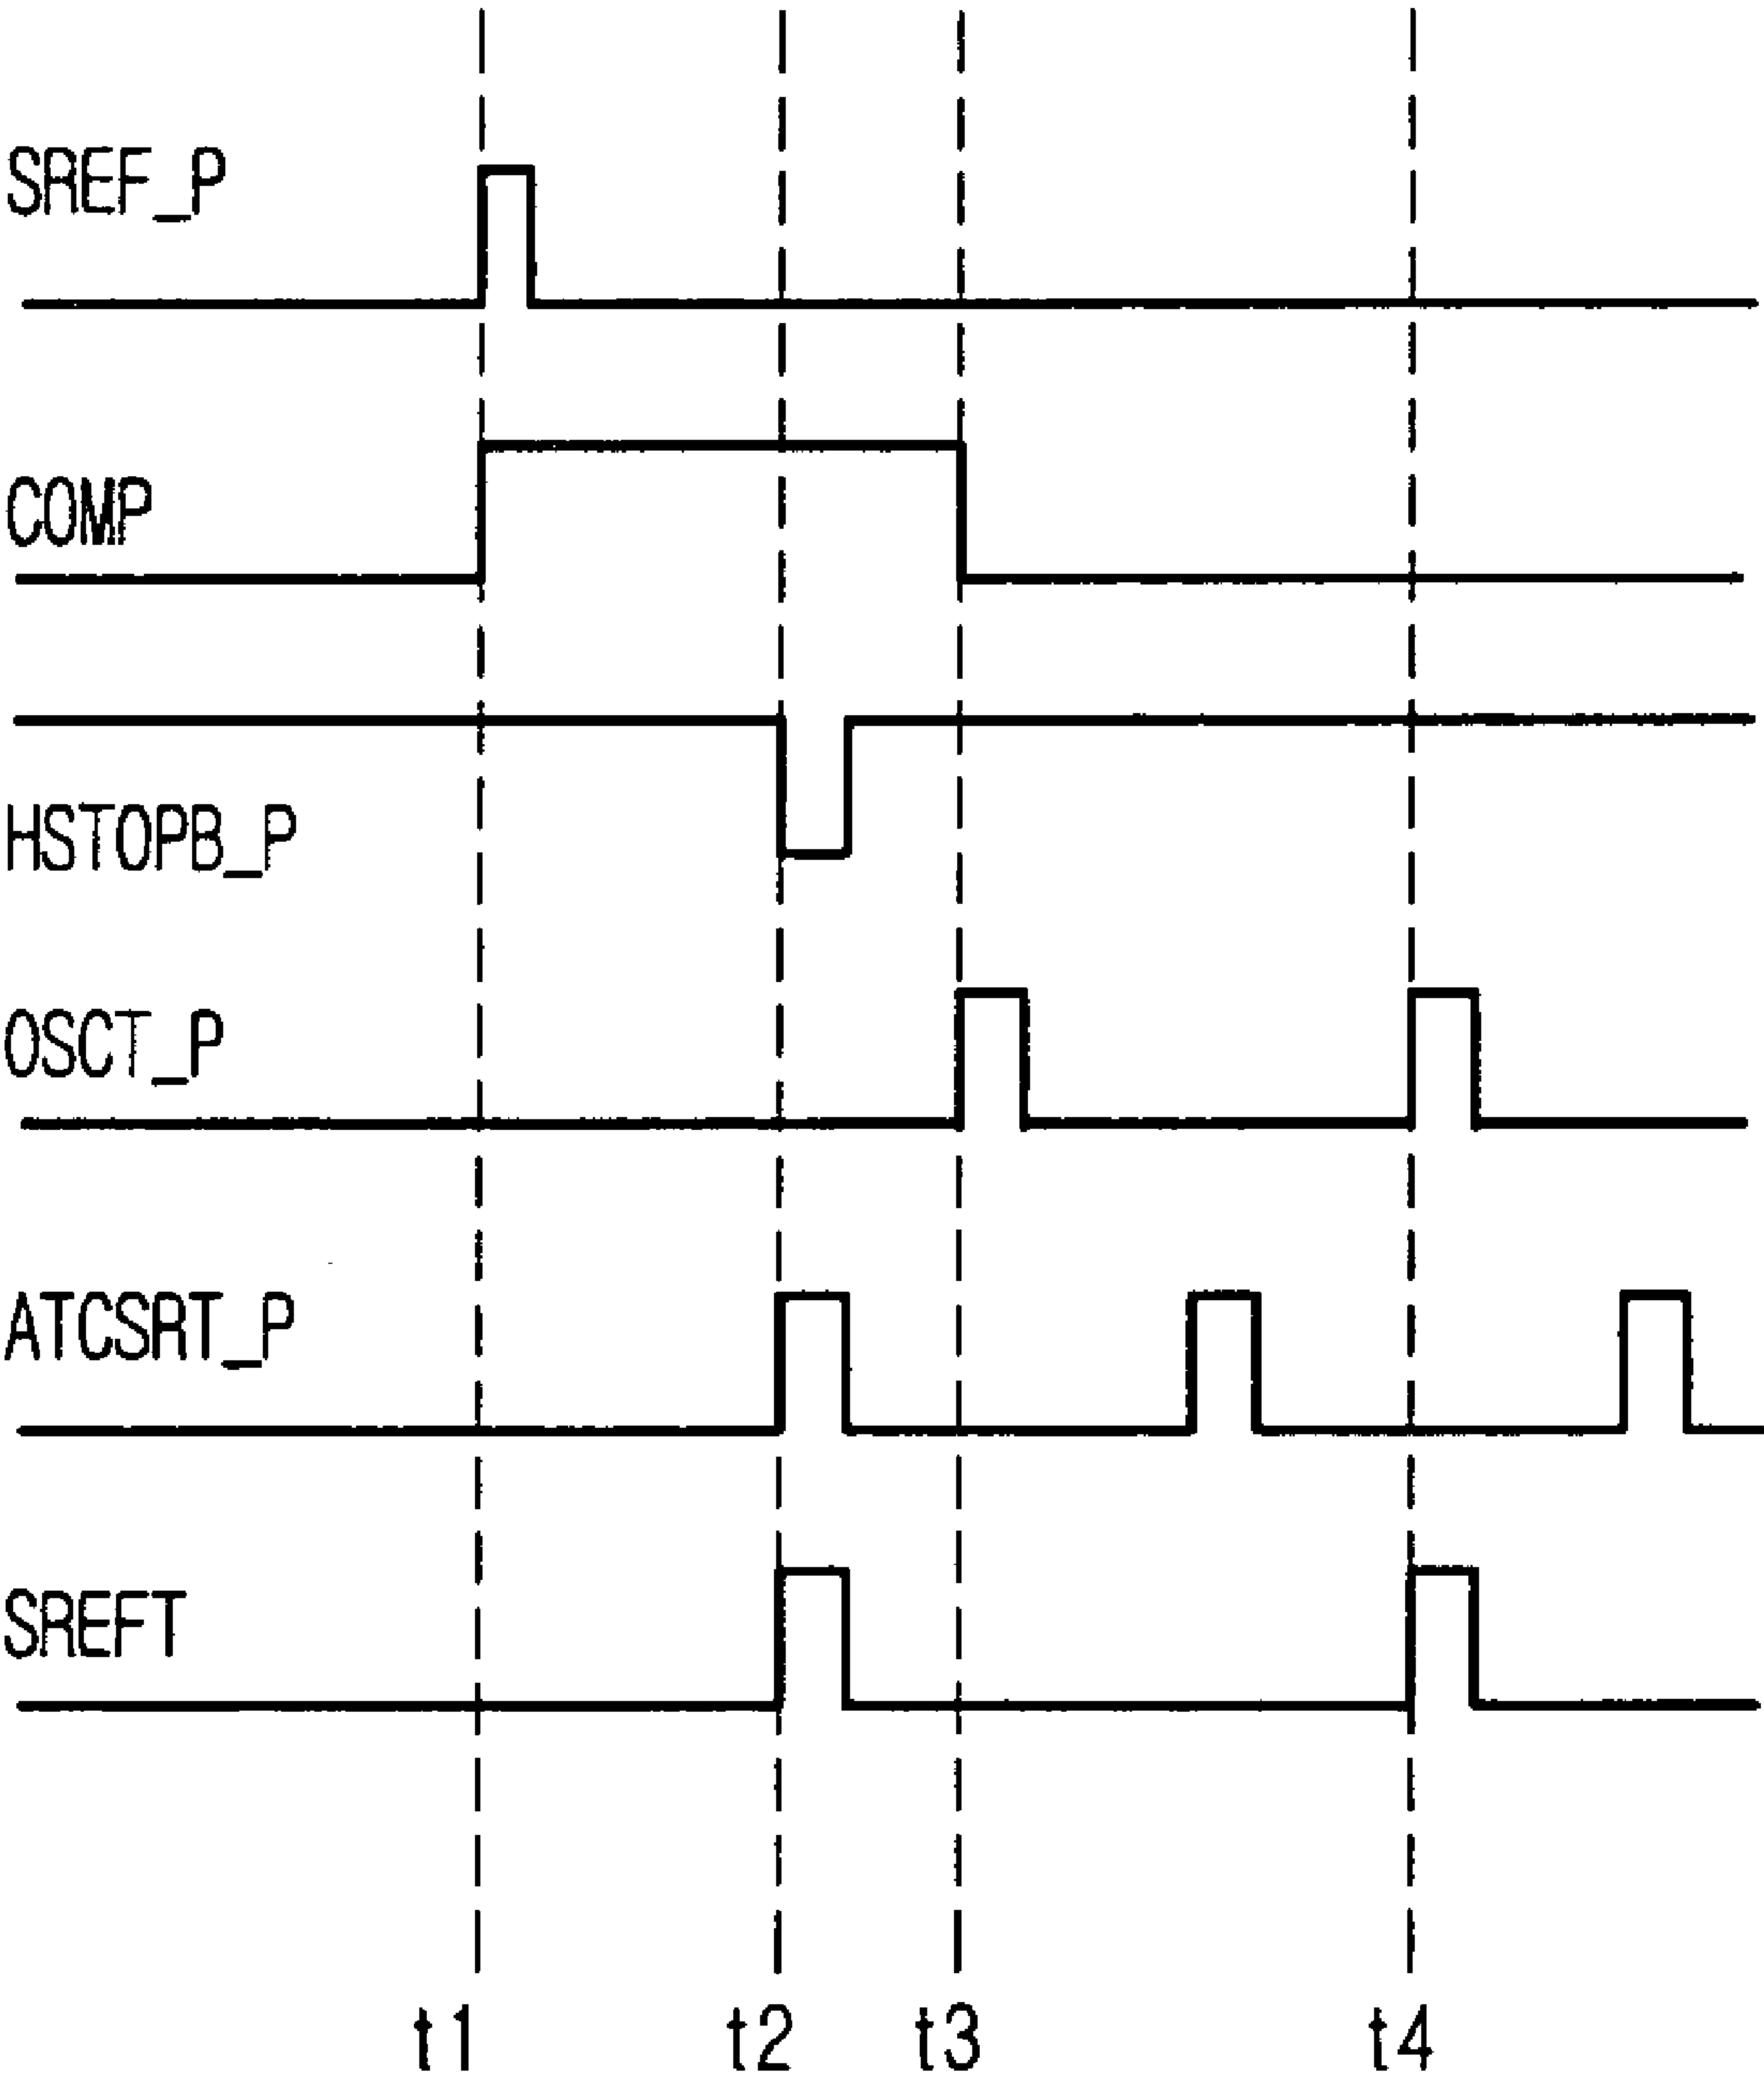 SREF_P
COMP
HSTOPB_P
OSCT_P
ATCSRT_P
SREFT
t1 t2 t3 t4